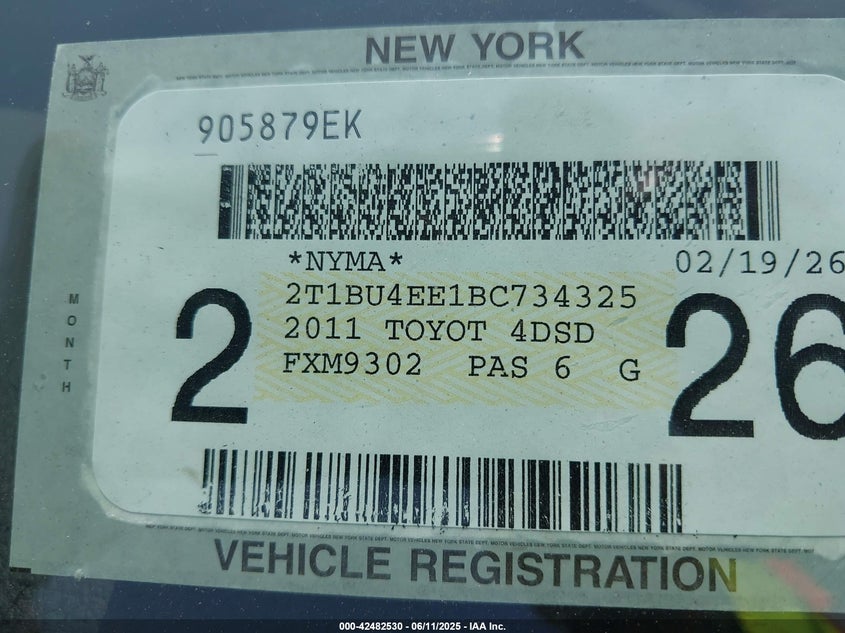 NEW YORK
905879EK
*NYMA* 02/19/26
2T1BU4EE1BC734325
2011 TOYOT 4DSD
FXM9302 PAS 6 G
MONTH
2 26
VEHICLE REGISTRATION
000-42482530 - 06/11/2025 - IAA Inc.